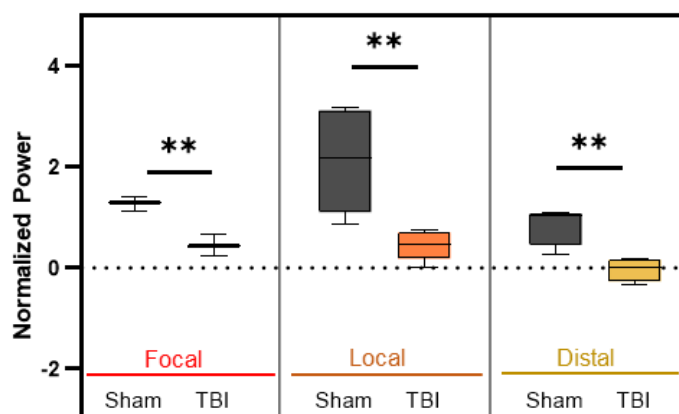 Normalized Power
4
2
0
-2
**
**
**
Focal
Local
Distal
Sham TBI Sham TBI Sham TBI